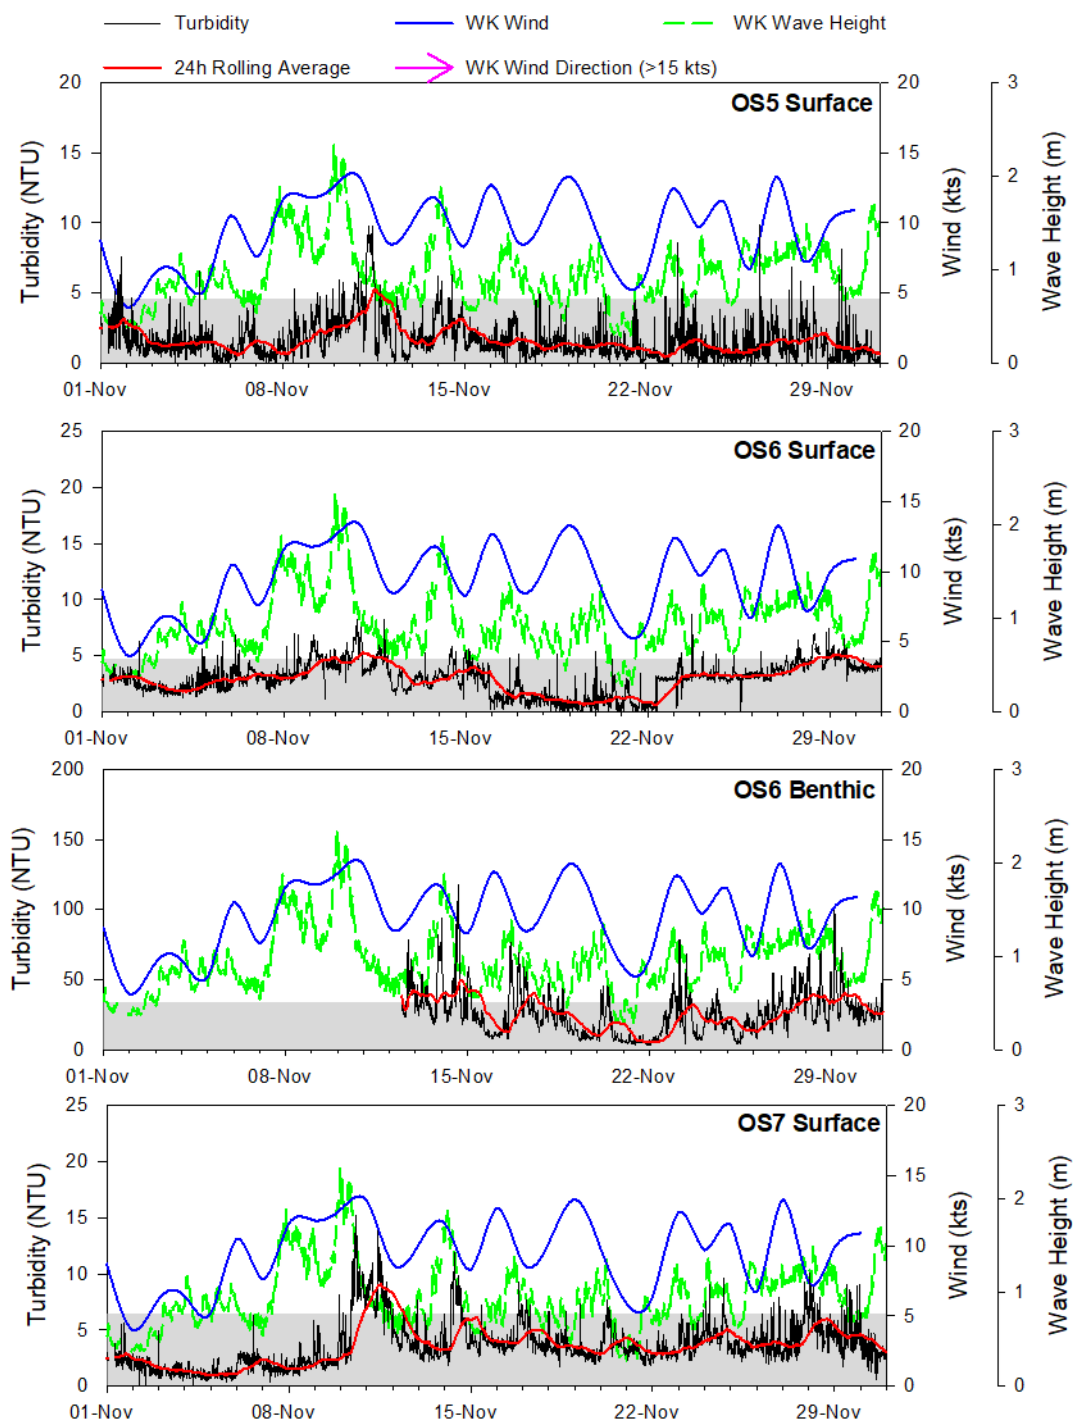 Turbidity WK Wind WK Wave Height
24h Rolling Average WK Wind Direction (>15 kts)
OS5 Surface
Turbidity (NTU)
20
15
10
5
0
01-Nov 08-Nov 15-Nov 22-Nov 29-Nov
20
15
10
5
0
Wind (kts)
3
2
1
0
Wave Height (m)
OS6 Surface
Turbidity (NTU)
25
20
15
10
5
0
01-Nov 08-Nov 15-Nov 22-Nov 29-Nov
20
15
10
5
0
Wind (kts)
3
2
1
0
Wave Height (m)
OS6 Benthic
Turbidity (NTU)
200
150
100
50
0
01-Nov 08-Nov 15-Nov 22-Nov 29-Nov
20
15
10
5
0
Wind (kts)
3
2
1
0
Wave Height (m)
OS7 Surface
Turbidity (NTU)
25
20
15
10
5
0
01-Nov 08-Nov 15-Nov 22-Nov 29-Nov
20
15
10
5
0
Wind (kts)
3
2
1
0
Wave Height (m)